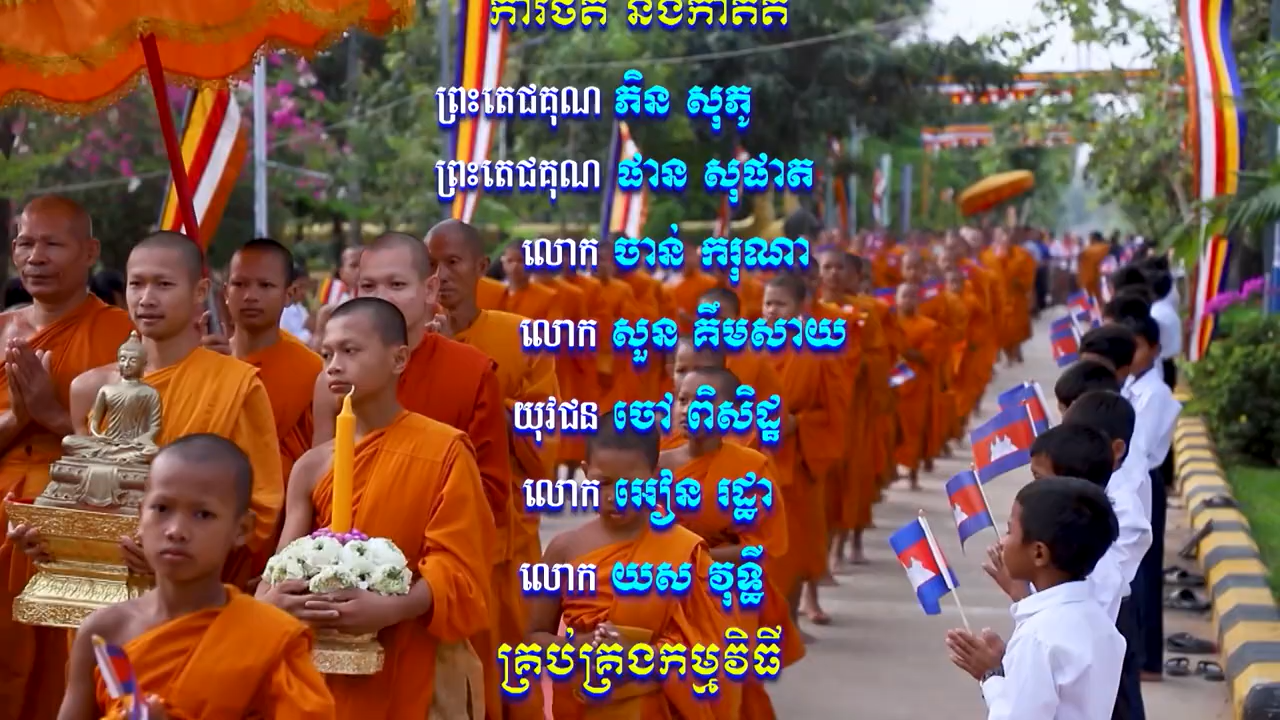 ព្រះតេជគុណ ភិន សុភូ
ព្រះតេជគុណ ផាន សុផាត
លោក ចាន់ ករុណា
លោក សួន គឹមសាយ
យុវជន ចៅ ពិសិដ្ឋ
លោក អៀន រដ្ឋា
លោក យស វុទ្ធី
គ្រប់គ្រងកម្មវិធី